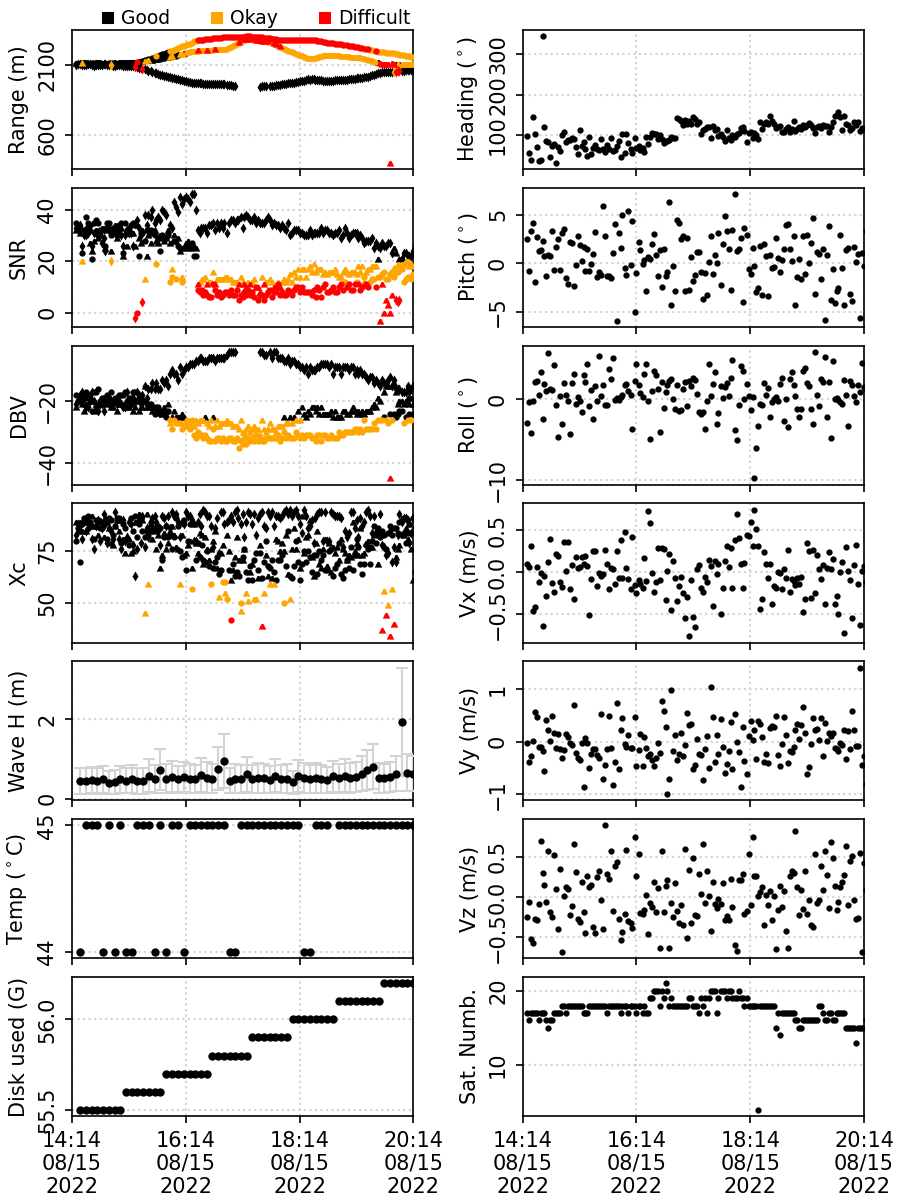 Good Okay Difficult
Range (m)
2100
600
Heading (°)
300
200
100
SNR
40
20
0
Pitch (°)
5
0
−5
DBV
−20
−40
Roll (°)
0
−10
Xc
75
50
Vx (m/s)
0.5
0.0
−0.5
Wave H (m)
2
0
Vy (m/s)
1
0
−1
Temp (°C)
45
44
Vz (m/s)
0.5
0.0
−0.5
Disk used (G)
56.0
55.5
Sat. Numb.
20
10
14:14 16:14 18:14 20:14 14:14 16:14 18:14 20:14
08/15 08/15 08/15 08/15 08/15 08/15 08/15 08/15
2022 2022 2022 2022 2022 2022 2022 2022